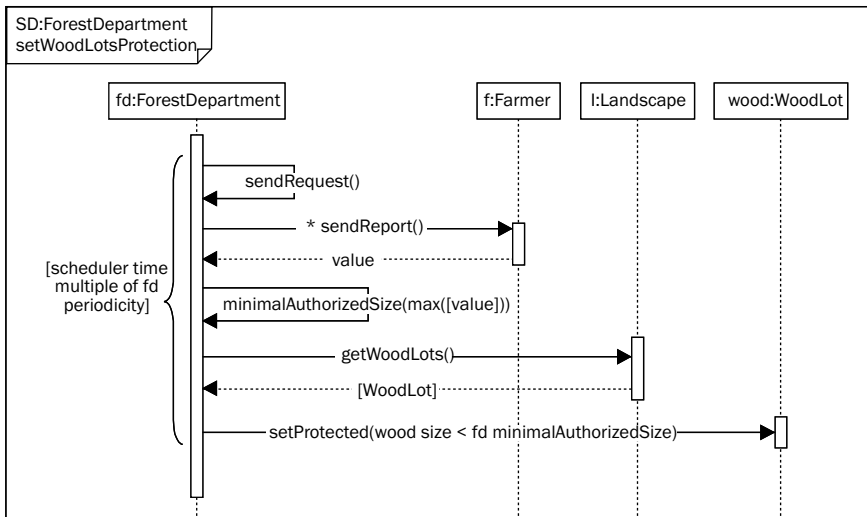 SD:ForestDepartment
setWoodLotsProtection
fd:ForestDepartment
f:Farmer
l:Landscape
wood:WoodLot
sendRequest()
* sendReport()
value
[scheduler time
multiple of fd
periodicity]
minimalAuthorizedSize(max([value]))
getWoodLots()
[WoodLot]
setProtected(wood size < fd minimalAuthorizedSize)